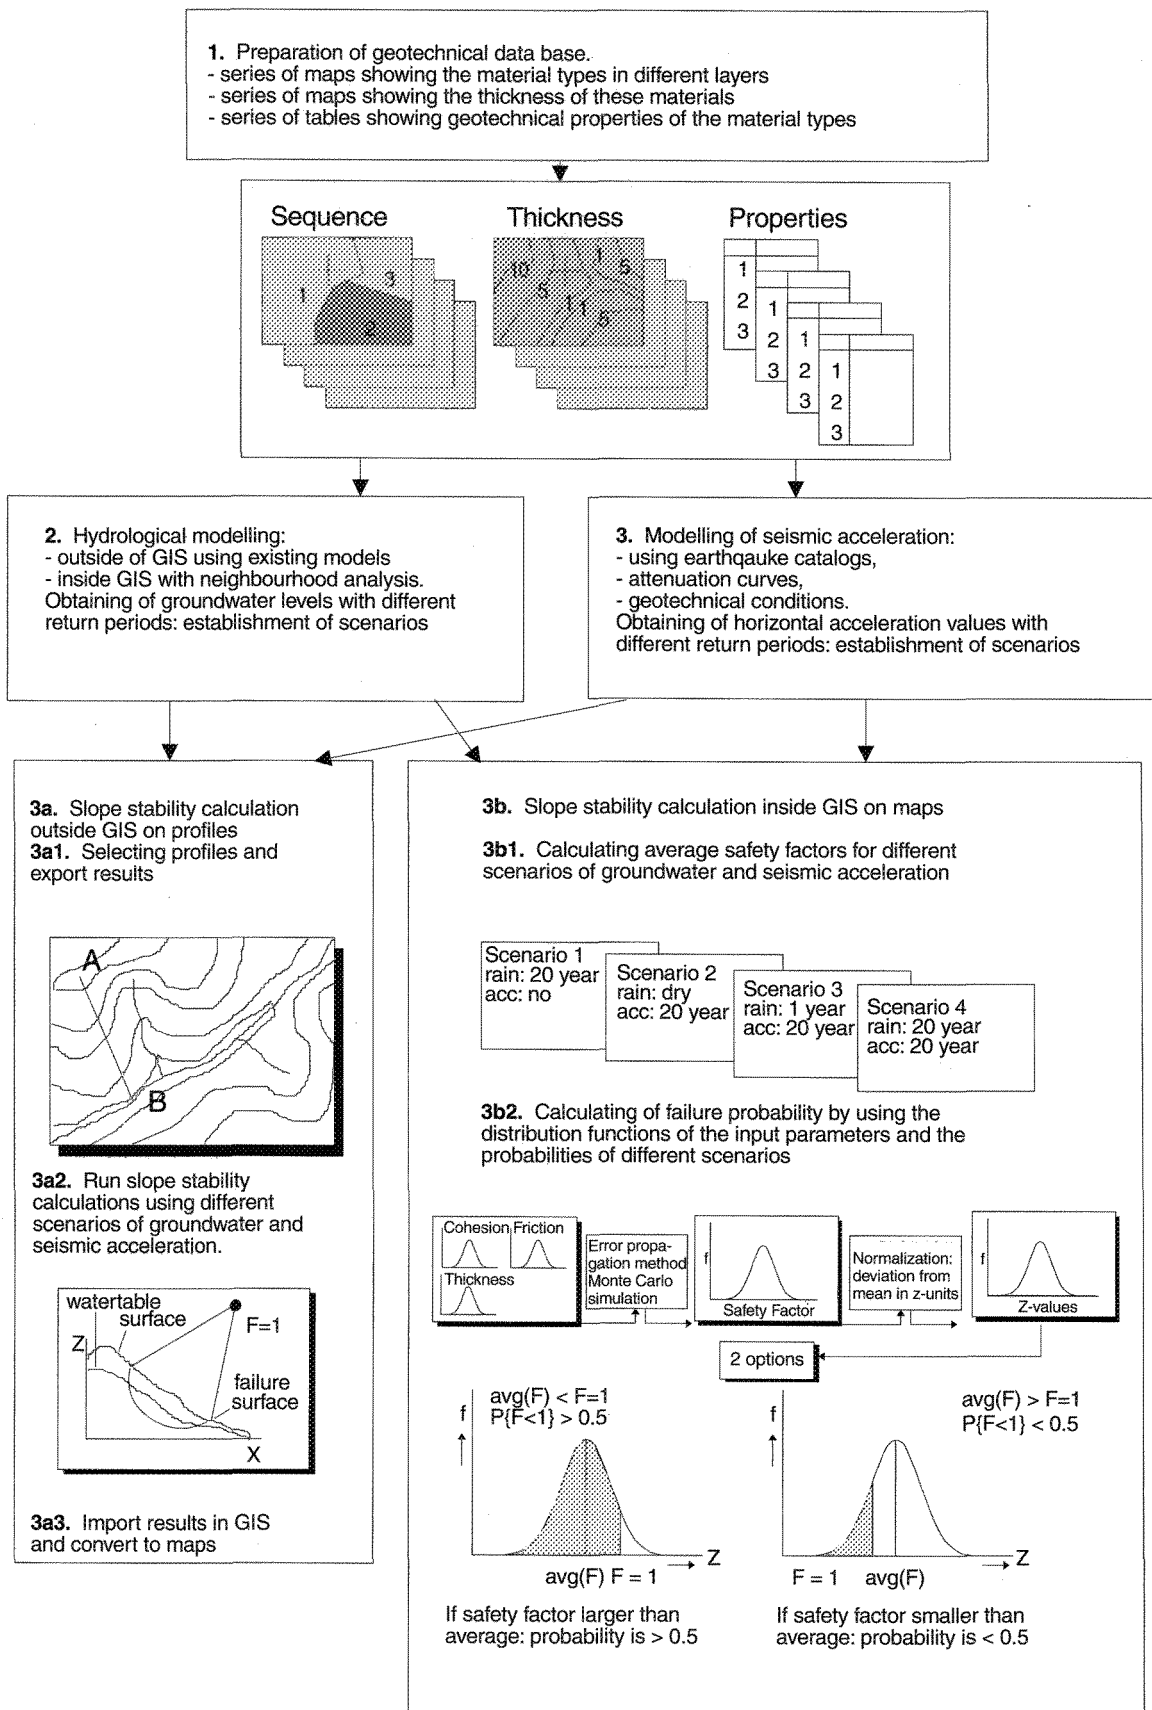 1. Preparation of geotechnical data base.
- series of maps showing the material types in different layers
- series of maps showing the thickness of these materials
- series of tables showing geotechnical properties of the material types
Sequence
Thickness
Properties
1
3
2
10
1
5
5
1
1
5
1
2
3
1
2
3
1
2
3
1
2
3
2. Hydrological modelling:
- outside of GIS using existing models
- inside GIS with neighbourhood analysis.
Obtaining of groundwater levels with different
return periods: establishment of scenarios
3. Modelling of seismic acceleration:
- using earthqauke catalogs,
- attenuation curves,
- geotechnical conditions.
Obtaining of horizontal acceleration values with
different return periods: establishment of scenarios
3a. Slope stability calculation
outside GIS on profiles
3a1. Selecting profiles and
export results
A
B
3a2. Run slope stability
calculations using different
scenarios of groundwater and
seismic acceleration.
watertable
surface
F=1
Z
failure
surface
X
3a3. Import results in GIS
and convert to maps
3b. Slope stability calculation inside GIS on maps
3b1. Calculating average safety factors for different
scenarios of groundwater and seismic acceleration
Scenario 1
rain: 20 year
acc: no
Scenario 2
rain: dry
acc: 20 year
Scenario 3
rain: 1 year
acc: 20 year
Scenario 4
rain: 20 year
acc: 20 year
3b2. Calculating of failure probability by using the
distribution functions of the input parameters and the
probabilities of different scenarios
Cohesion
Friction
Thickness
Error propa-
gation method
Monte Carlo
simulation
f
Safety Factor
Normalization:
deviation from
mean in z-units
f
Z-values
2 options
avg(F) < F=1
P{F<1} > 0.5
f
Z
avg(F) F = 1
If safety factor larger than
average: probability is > 0.5
avg(F) > F=1
P{F<1} < 0.5
f
Z
F = 1 avg(F)
If safety factor smaller than
average: probability is < 0.5